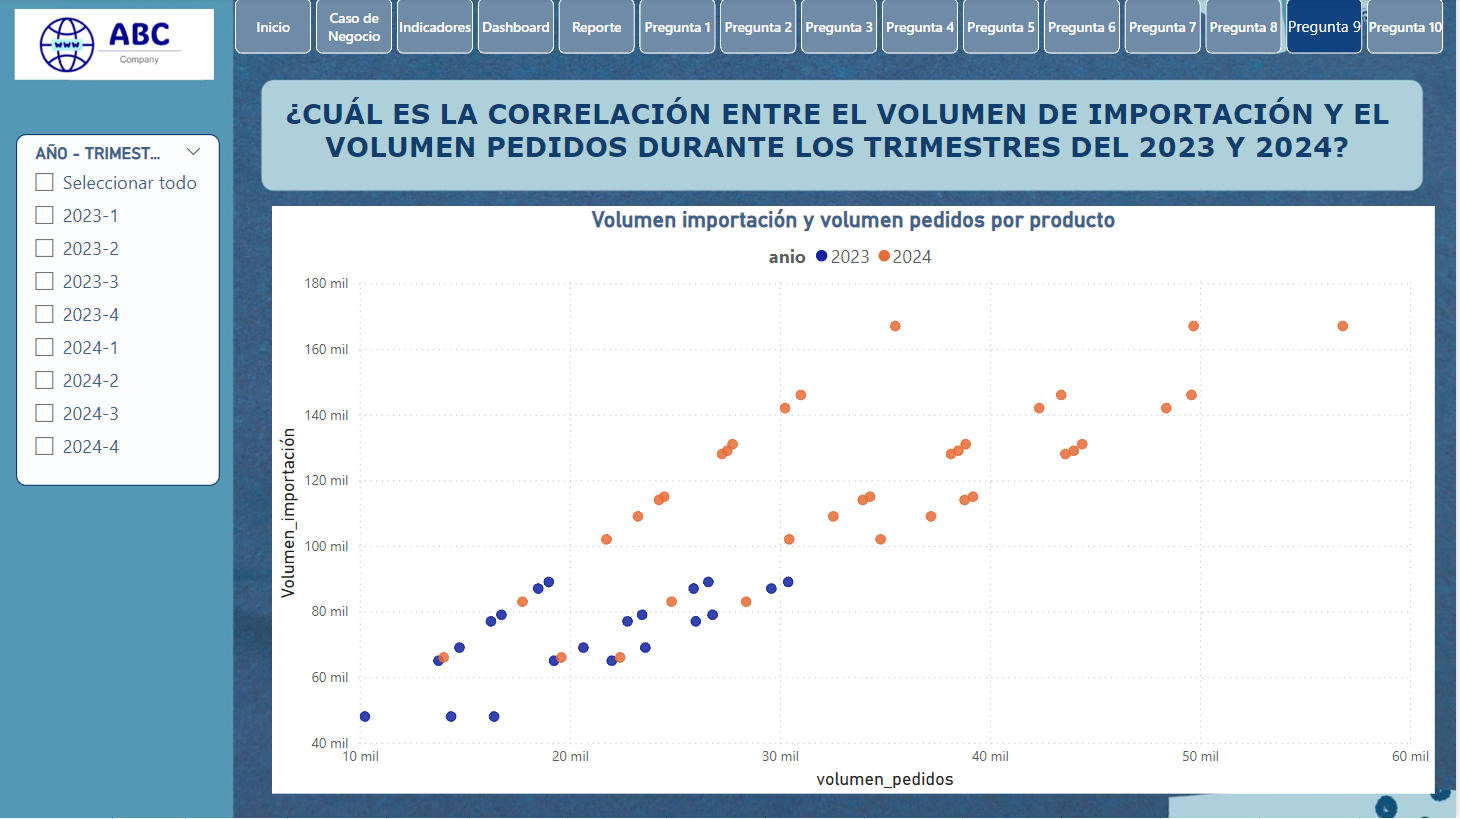 WWW
ABC
Company
Inicio
Caso de
Negocio
Indicadores
Dashboard
Reporte
Pregunta 1
Pregunta 2
Pregunta 3
Pregunta 4
Pregunta 5
Pregunta 6
Pregunta 7
Pregunta 8
Pregunta 9
Pregunta 10
¿CUÁL ES LA CORRELACIÓN ENTRE EL VOLUMEN DE IMPORTACIÓN Y EL
VOLUMEN PEDIDOS DURANTE LOS TRIMESTRES DEL 2023 Y 2024?
AÑO - TRIMEST...
Seleccionar todo
2023-1
2023-2
2023-3
2023-4
2024-1
2024-2
2024-3
2024-4
Volumen importación y volumen pedidos por producto
anio 2023 2024
Volumen_importación
180 mil
160 mil
140 mil
120 mil
100 mil
80 mil
60 mil
40 mil
10 mil 20 mil 30 mil 40 mil 50 mil 60 mil
volumen_pedidos